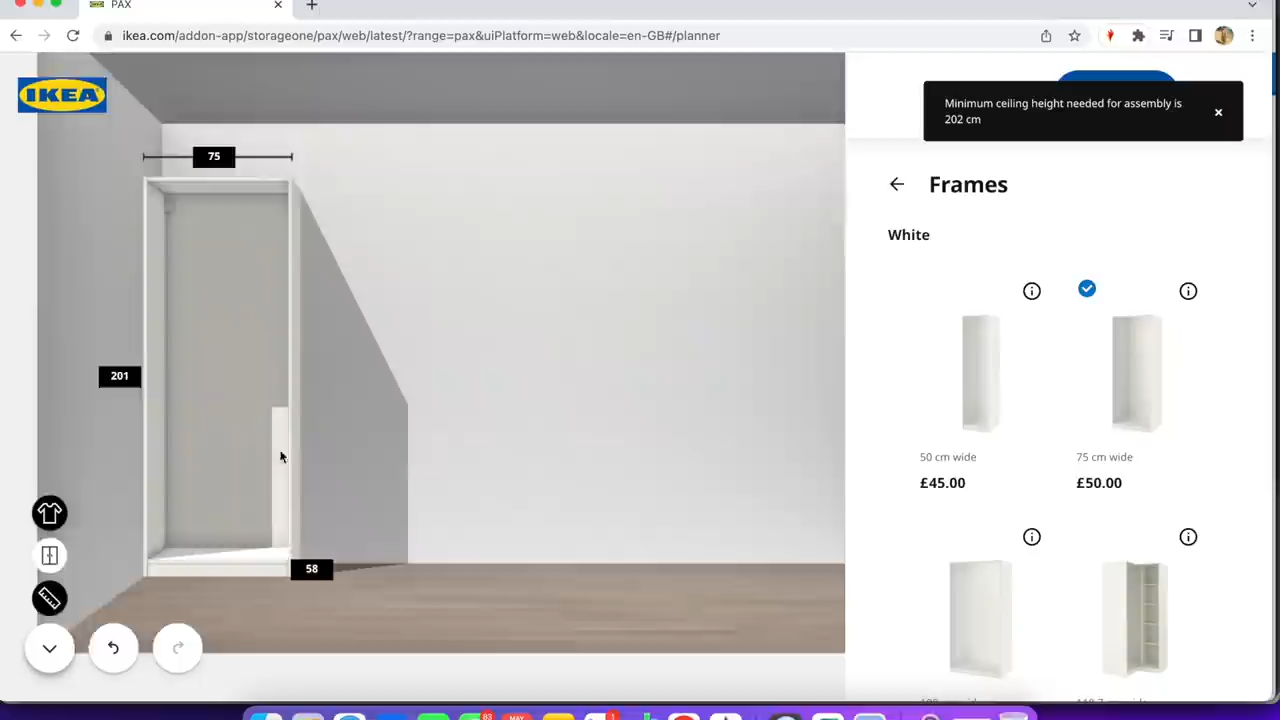 PAX
ikea.com/addon-app/storageone/pax/web/latest/?range=pax&uiPlatform=web&locale=en-GB#/planner
IKEA
Minimum ceiling height needed for assembly is
202 cm
75
Frames
White
201
50 cm wide
75 cm wide
£45.00
£50.00
58
MAY